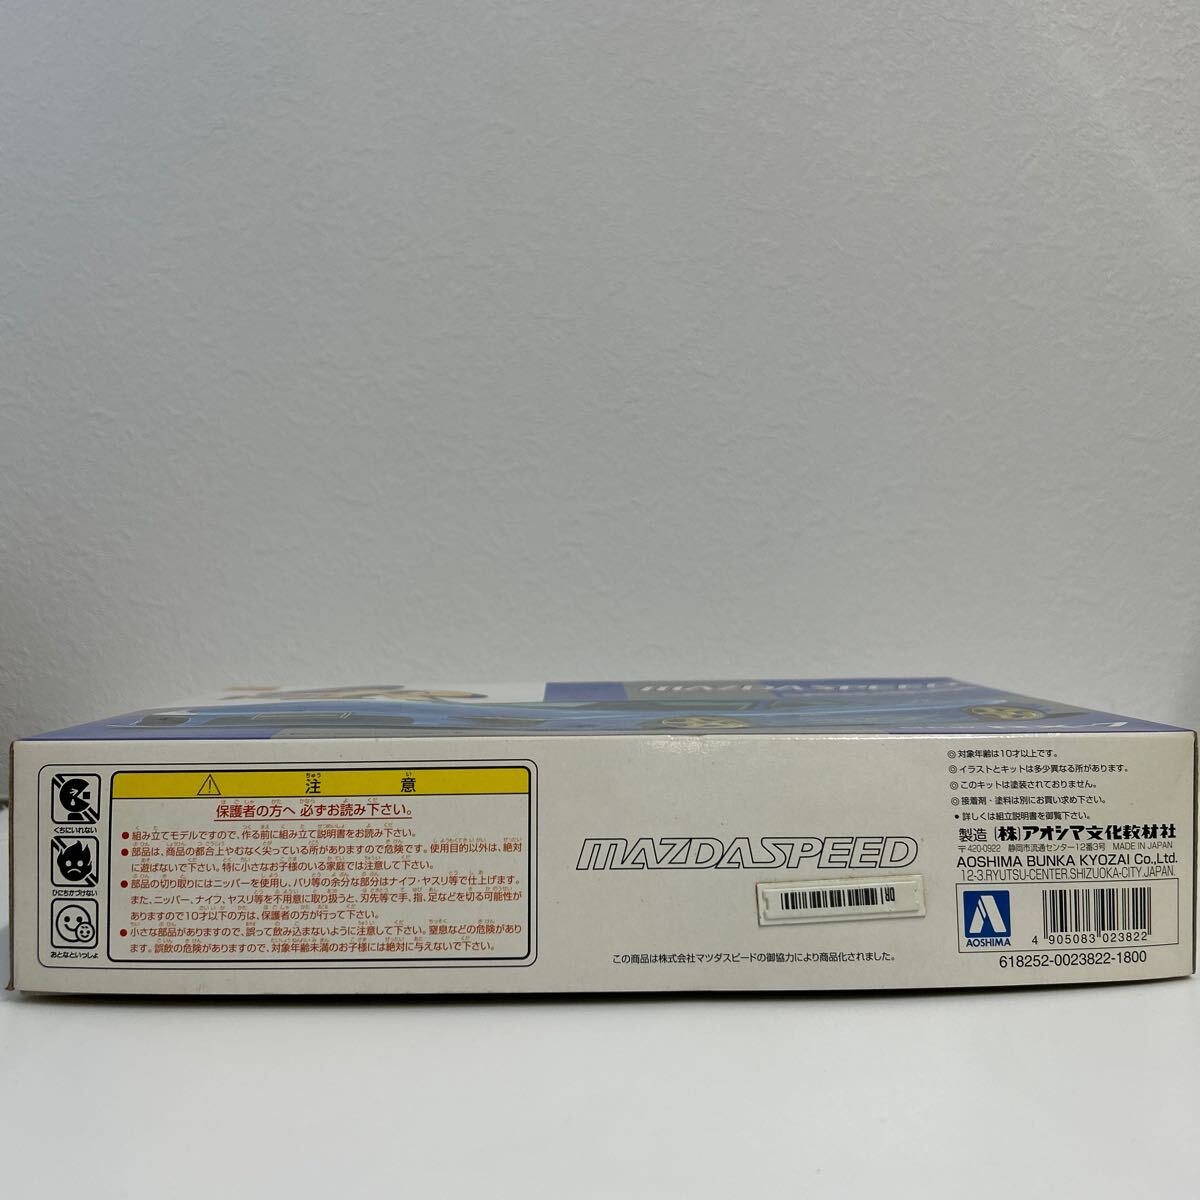 MAZDASPEED
くちにいれない
ひにちかづけない
おとなといっしょ
注 意
保護者の方へ 必ずお読み下さい。
●組み立てモデルですので、作る前に組み立て説明書をお読み下さい。
●部品は、商品の都合上やむなく尖っている所がありますので危険です。使用目的以外は、絶対
に遊ばないで下さい。特に小さなお子様のいる家庭では注意して下さい。
●部品の切り取りにはニッパーを使用し、バリ等の余分な部分はナイフ・ヤスリ等で仕上げます。
また、ニッパー、ナイフ、ヤスリ等を不用意に取り扱うと、刃先等で手、指、足などを切る可能性が
ありますので10才以下の方は、保護者の方が行って下さい。
●小さな部品がありますので、誤って飲み込まないように注意して下さい。窒息などの危険があり
ます。誤飲の危険がありますので、対象年齢未満のお子様には絶対に与えないで下さい。
MAZDASPEED
この商品は株式会社マツダスピードの御協力により商品化されました。
◎対象年齢は10才以上です。
◎イラストとキットは多少異なる所があります。
◎このキットは塗装されておりません。
◎接着剤・塗料は別にお買い求め下さい。
●詳しくは組立説明書を御覧下さい。
製造 (株)アオシマ文化教材社
〒420-0922 静岡市流通センター12番3号 MADE IN JAPAN
AOSHIMA BUNKA KYOZAI Co.,Ltd.
12-3.RYUTSU-CENTER.SHIZUOKA-CITY.JAPAN.
AOSHIMA
4 905083 023822
618252-0023822-1800